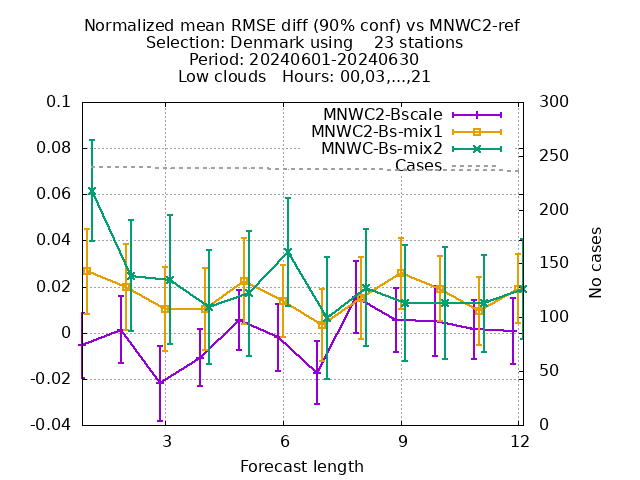 Normalized mean RMSE diff (90% conf) vs MNWC2-ref
Selection: Denmark using 23 stations
Period: 20240601-20240630
Low clouds Hours: 00,03,...,21
0.1
0.08
0.06
0.04
0.02
0
-0.02
-0.04
MNWC2-Bscale
MNWC2-Bs-mix1
MNWC-Bs-mix2
Cases
300
250
200
150
100
50
0
No cases
3
6
9
12
Forecast length